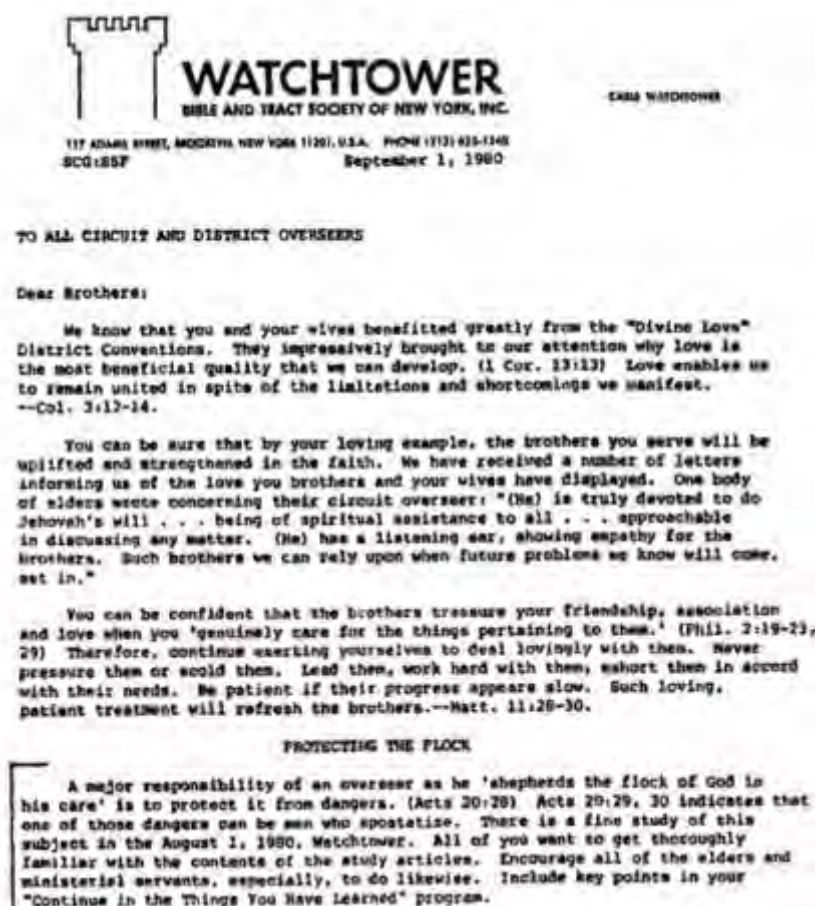 WATCHTOWER
BIBLE AND TRACT SOCIETY OF NEW YORK, INC.
CABLE WATCHTOWER
117 ADAMS STREET, BROOKLYN, NEW YORK 11201, U.S.A. PHONE (212) 625-1240
SCG:SSF September 1, 1980
TO ALL CIRCUIT AND DISTRICT OVERSEERS
Dear Brothers:
We know that you and your wives benefitted greatly from the "Divine Love"
District Conventions. They impressively brought to our attention why love is
the most beneficial quality that we can develop. (1 Cor. 13:13) Love enables us
to remain united in spite of the limitations and shortcomings we manifest.
--Col. 3:12-14.
You can be sure that by your loving example, the brothers you serve will be
uplifted and strengthened in the faith. We have received a number of letters
informing us of the love you brothers and your wives have displayed. One body
of elders wrote concerning their circuit overseer: "(He) is truly devoted to do
Jehovah's will . . . being of spiritual assistance to all . . . approachable
in discussing any matter. (He) has a listening ear, showing empathy for the
brothers. Such brothers we can rely upon when future problems we know will come,
set in."
You can be confident that the brothers treasure your friendship, association
and love when you 'genuinely care for the things pertaining to them.' (Phil. 2:19-23,
29) Therefore, continue exerting yourselves to deal lovingly with them. Never
pressure them or scold them. Lead them, work hard with them, exhort them in accord
with their needs. Be patient if their progress appears slow. Such loving,
patient treatment will refresh the brothers.--Matt. 11:28-30.
PROTECTING THE FLOCK
A major responsibility of an overseer as he 'shepherds the flock of God in
his care' is to protect it from dangers. (Acts 20:28) Acts 20:29, 30 indicates that
one of those dangers can be men who apostatize. There is a fine study of this
subject in the August 1, 1980, Watchtower. All of you want to get thoroughly
familiar with the contents of the study articles. Encourage all of the elders and
ministerial servants, especially, to do likewise. Include key points in your
"Continue in the Things You Have Learned" program.